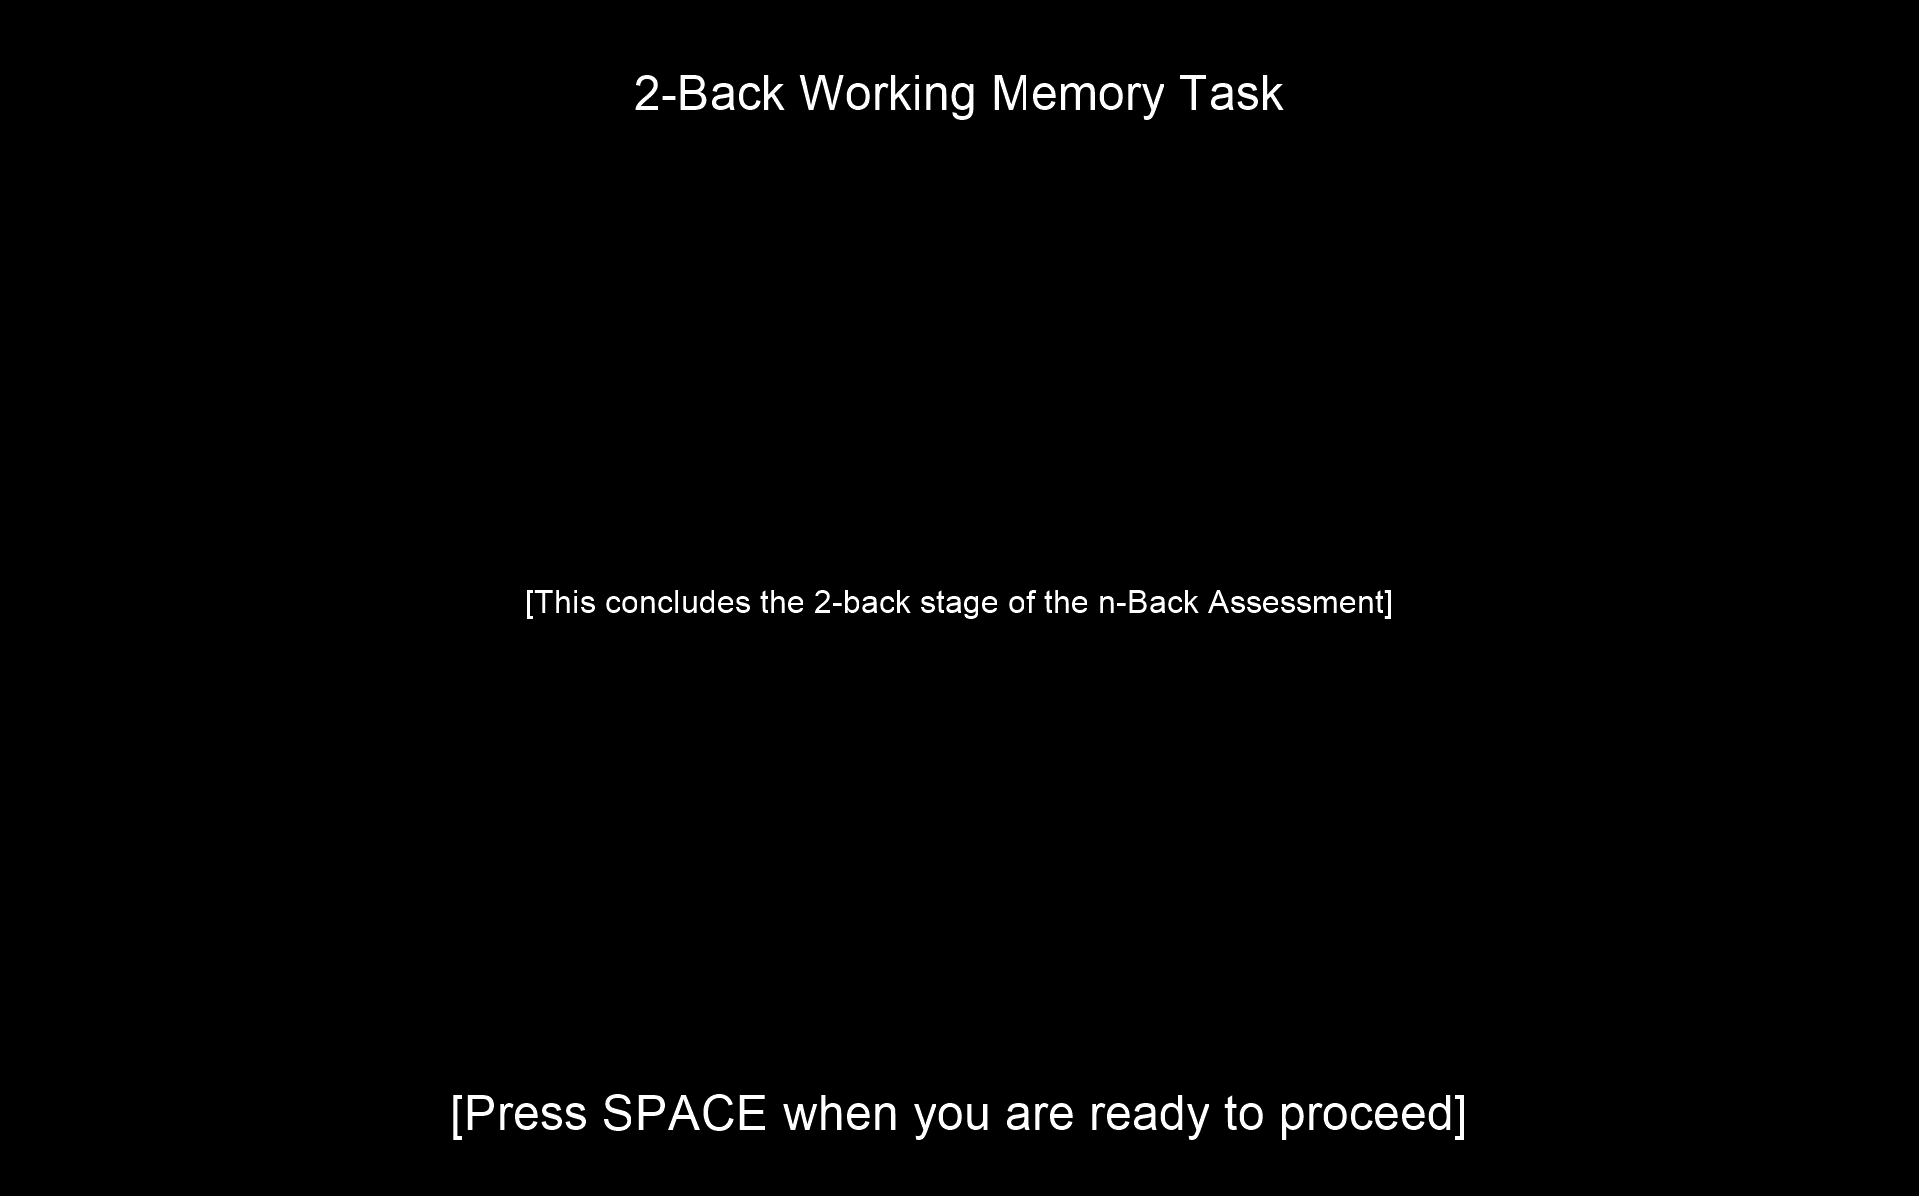 2-Back Working Memory Task
[This concludes the 2-back stage of the n-Back Assessment]
[Press SPACE when you are ready to proceed]